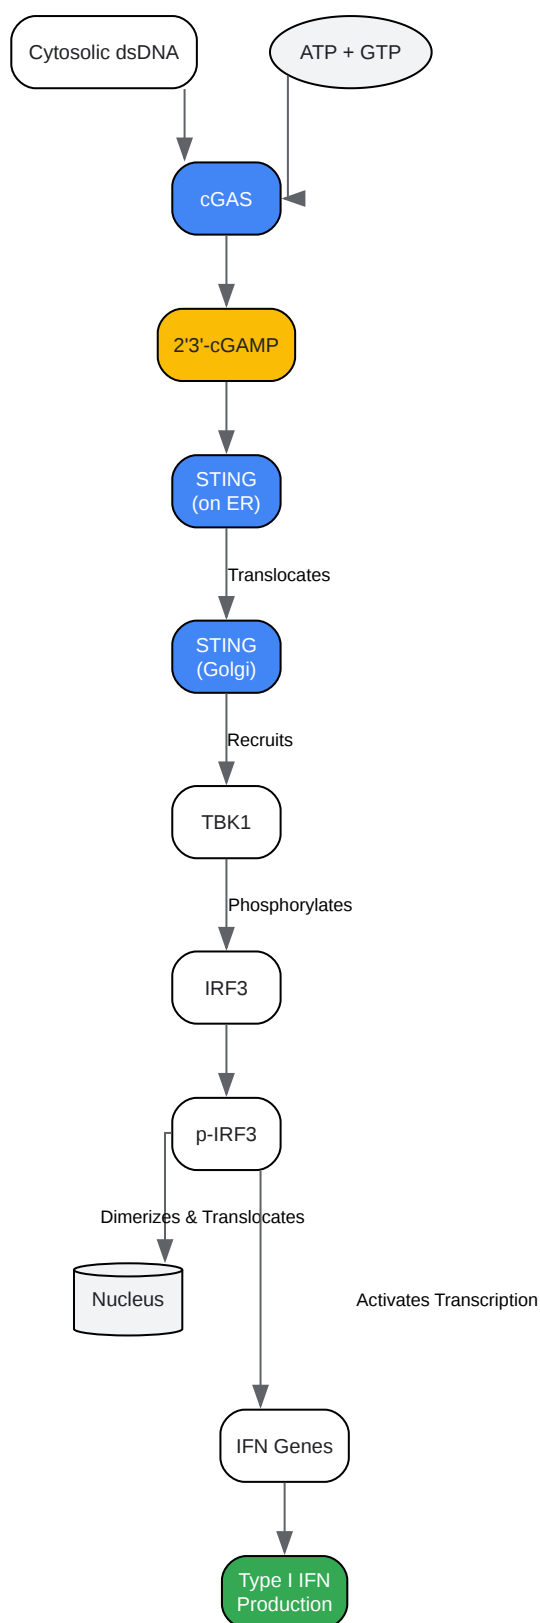 Cytosolic dsDNA
ATP + GTP
cGAS
2'3'-cGAMP
STING
(on ER)
Translocates
STING
(Golgi)
Recruits
TBK1
Phosphorylates
IRF3
p-IRF3
Dimerizes & Translocates
Nucleus
Activates Transcription
IFN Genes
Type I IFN
Production